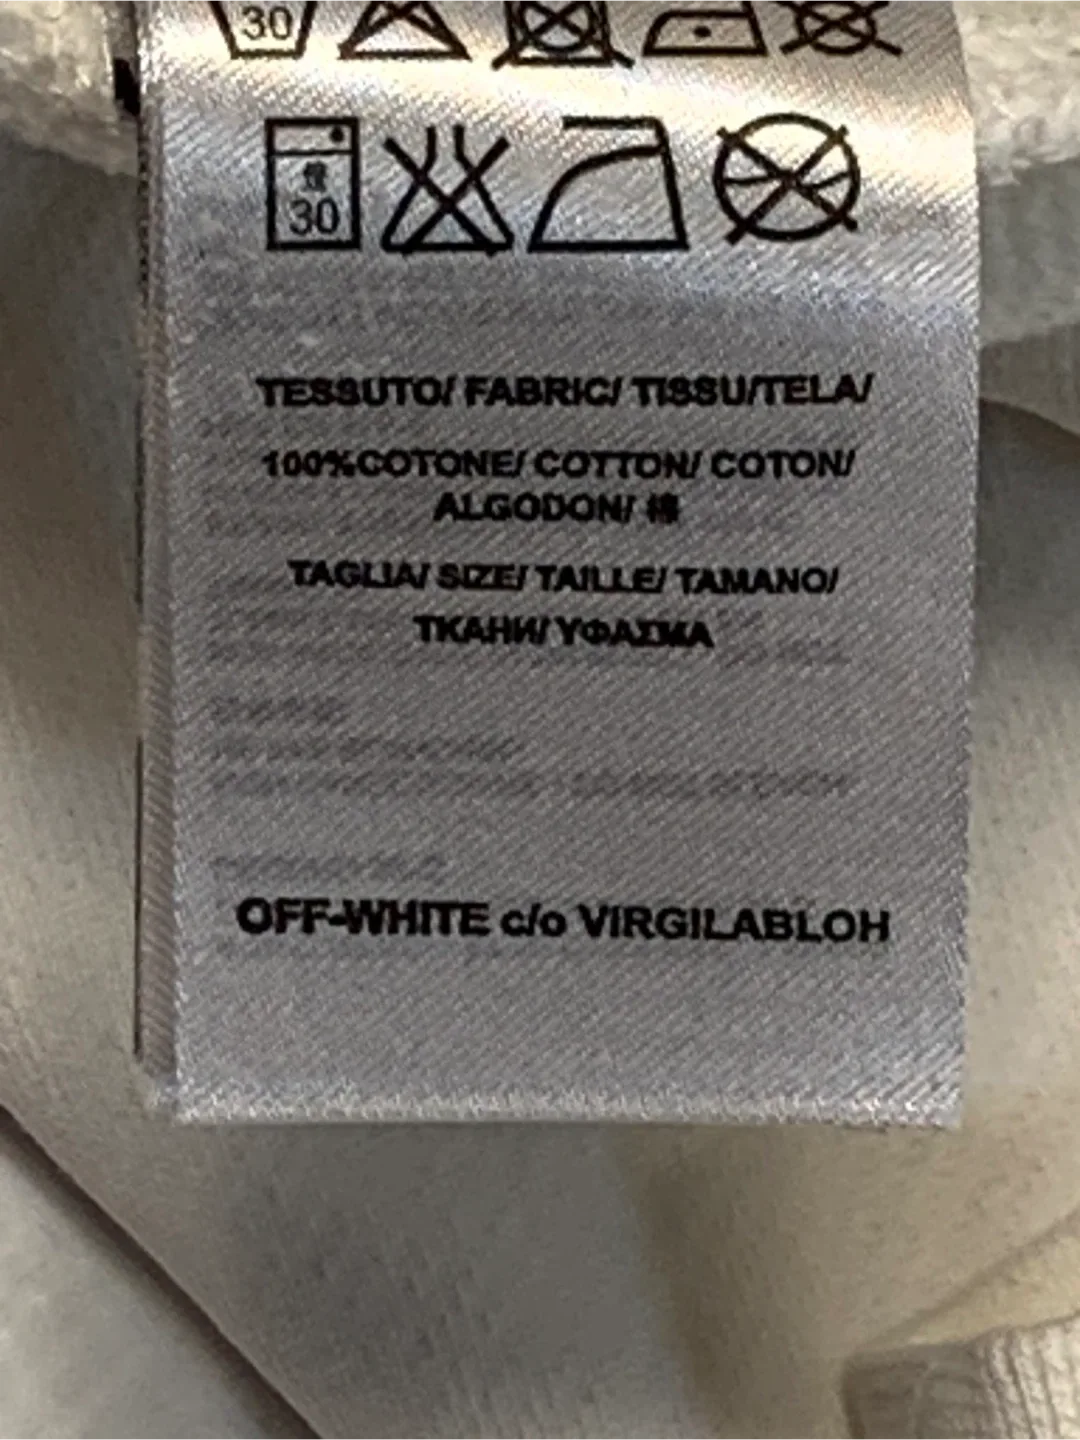 30
30
TESSUTO/ FABRIC/ TISSU/TELA/
100%COTONE/ COTTON/ COTON/
ALGODON/ 棉
TAGLIA/ SIZE/ TAILLE/ TAMANO/
ТКАНИ/ ΥΦΑΣΜΑ
OFF-WHITE c/o VIRGILABLOH